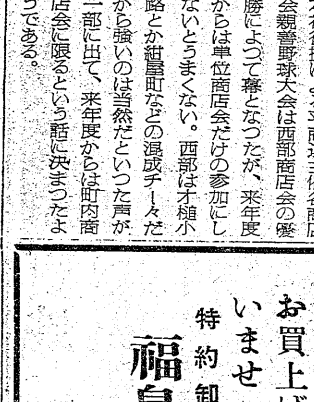 会親善野球大会は西部商店会の優
勝によつて幕となつたが、来年度
からは単位商店会だけの参加にし
ないとうまくない。西部は才槌小
路とか紺屋町などの混成チームだ
から強いのは当然だといつた声が
一部に出て、来年度からは町内商
店会に限るという話に決まつたよ
うである。
お買上げ
いませ
特約卸
福島